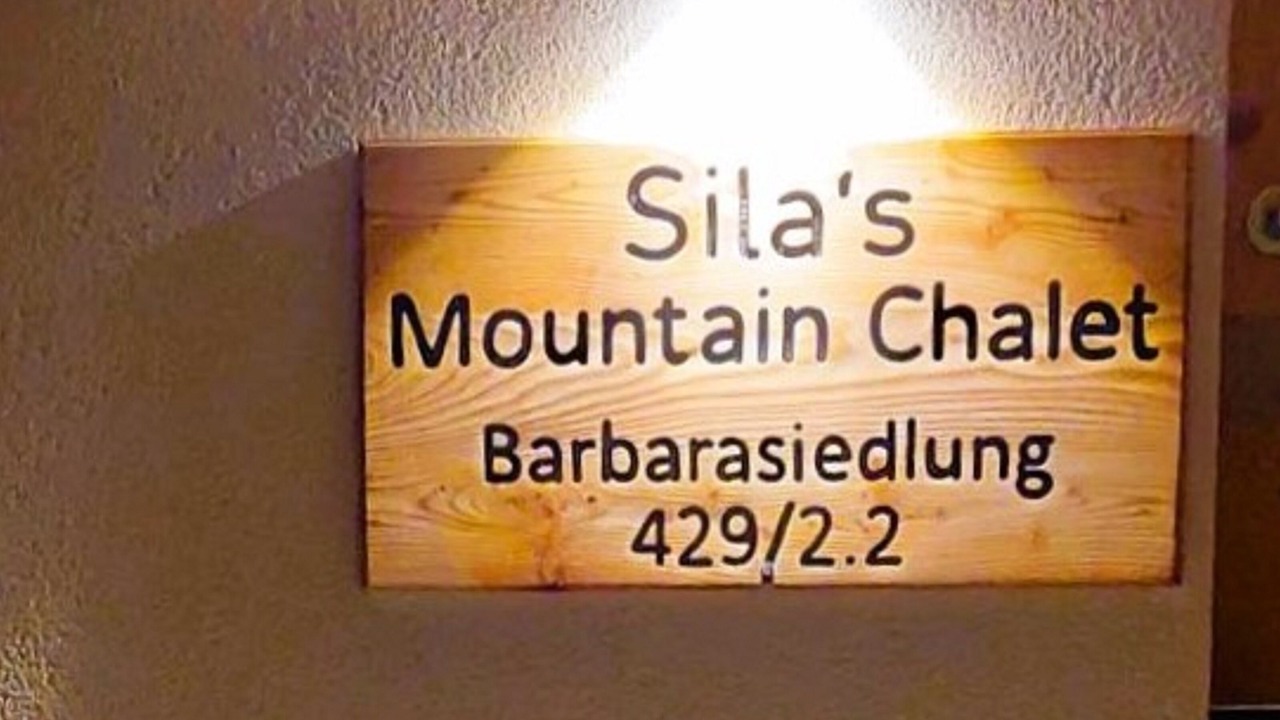 Sila's
Mountain Chalet
Barbarasiedlung
429/2.2